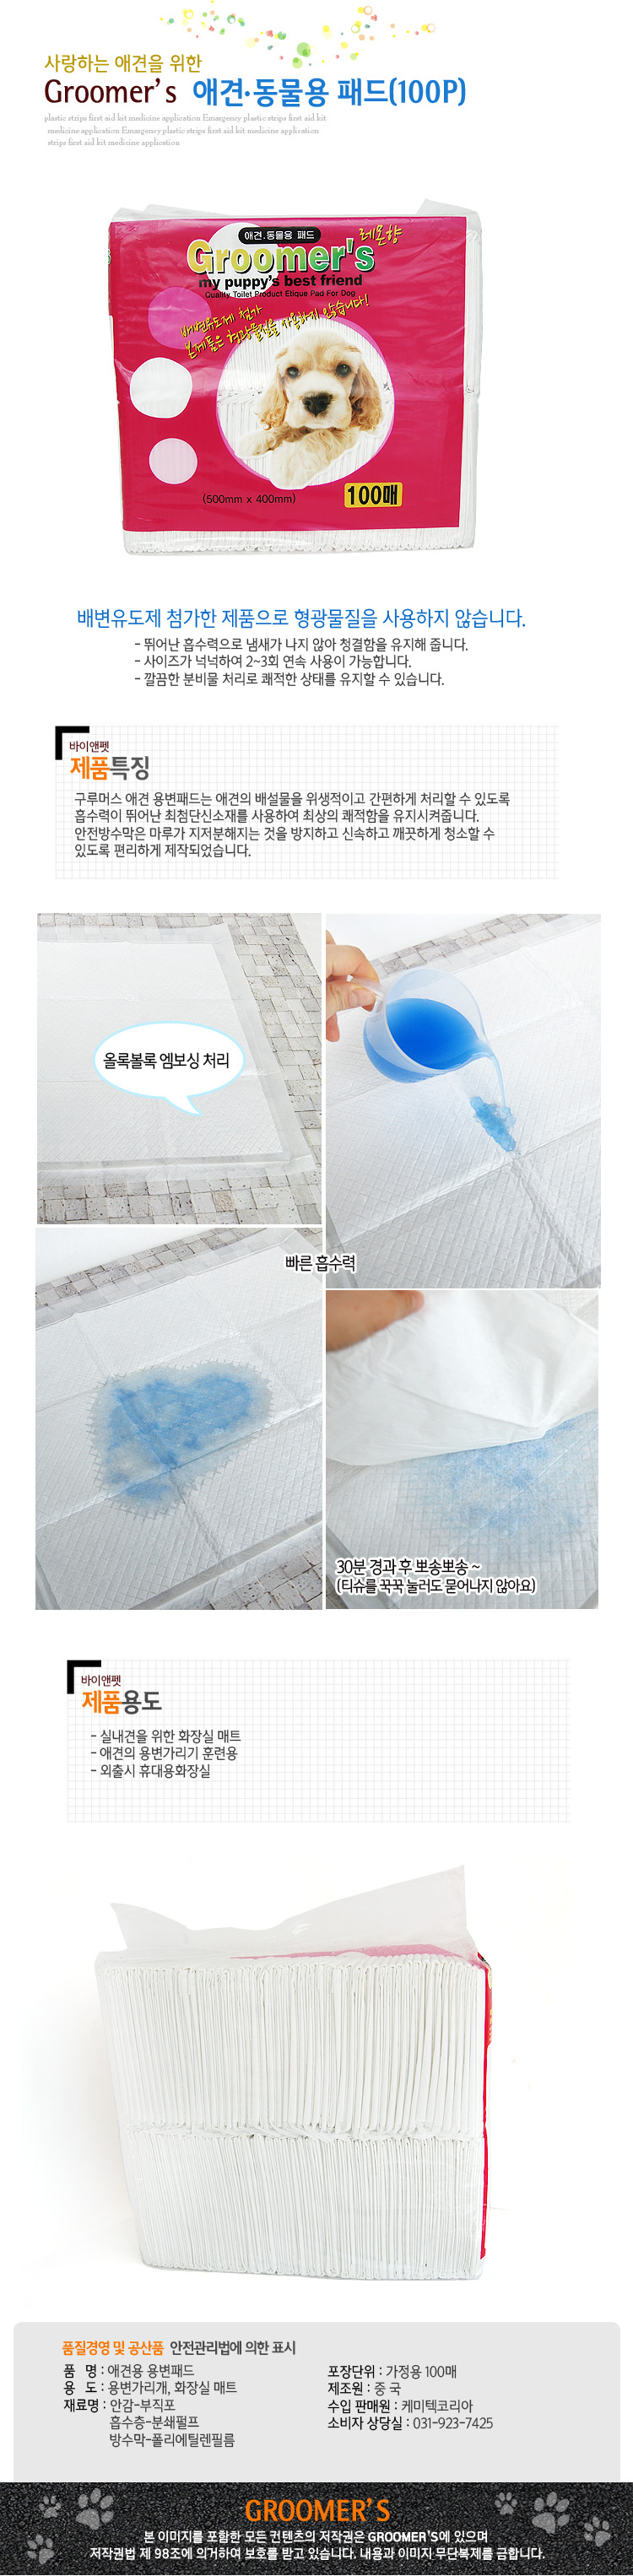 사랑하는 애견을 위한
Groomer's 애견·동물용 패드(100P)
plastic strips first aid kit medicine application Emargency plastic strips first aid kit
medicine application Emargency plastic strips first aid kit medicine application
strips first aid kit medicine application
애견·동물용 패드
레몬향
Groomer's
my puppy's best friend
Quality Toilet Product Etique Pad For Dog
배변유도제 첨가
본제품은 형광물질을 사용하지 않습니다!
(500mm x 400mm)
100매
배변유도제 첨가한 제품으로 형광물질을 사용하지 않습니다.
- 뛰어난 흡수력으로 냄새가 나지 않아 청결함을 유지해 줍니다.
- 사이즈가 넉넉하여 2~3회 연속 사용이 가능합니다.
- 깔끔한 분비물 처리로 쾌적한 상태를 유지할 수 있습니다.
바이앤펫
제품특징
구루머스 애견 용변패드는 애견의 배설물을 위생적이고 간편하게 처리할 수 있도록
흡수력이 뛰어난 최첨단신소재를 사용하여 최상의 쾌적함을 유지시켜줍니다.
안전방수막은 마루가 지저분해지는 것을 방지하고 신속하고 깨끗하게 청소할 수
있도록 편리하게 제작되었습니다.
올록볼록 엠보싱 처리
빠른 흡수력
30분 경과 후 뽀송뽀송~
(티슈를 꾹꾹 눌러도 묻어나지 않아요)
바이앤펫
제품용도
- 실내견을 위한 화장실 매트
- 애견의 용변가리기 훈련용
- 외출시 휴대용화장실
품질경영 및 공산품 안전관리법에 의한 표시
품 명 : 애견용 용변패드
용 도 : 용변가리개, 화장실 매트
재료명 : 안감-부직포
흡수층-분쇄펄프
방수막-폴리에틸렌필름
포장단위 : 가정용 100매
제조원 : 중 국
수입 판매원 : 케미텍코리아
소비자 상담실 : 031-923-7425
GROOMER'S
본 이미지를 포함한 모든 컨텐츠의 저작권은 GROOMER'S에 있으며
저작권법 제 98조에 의거하여 보호를 받고 있습니다. 내용과 이미지 무단복제를 금합니다.